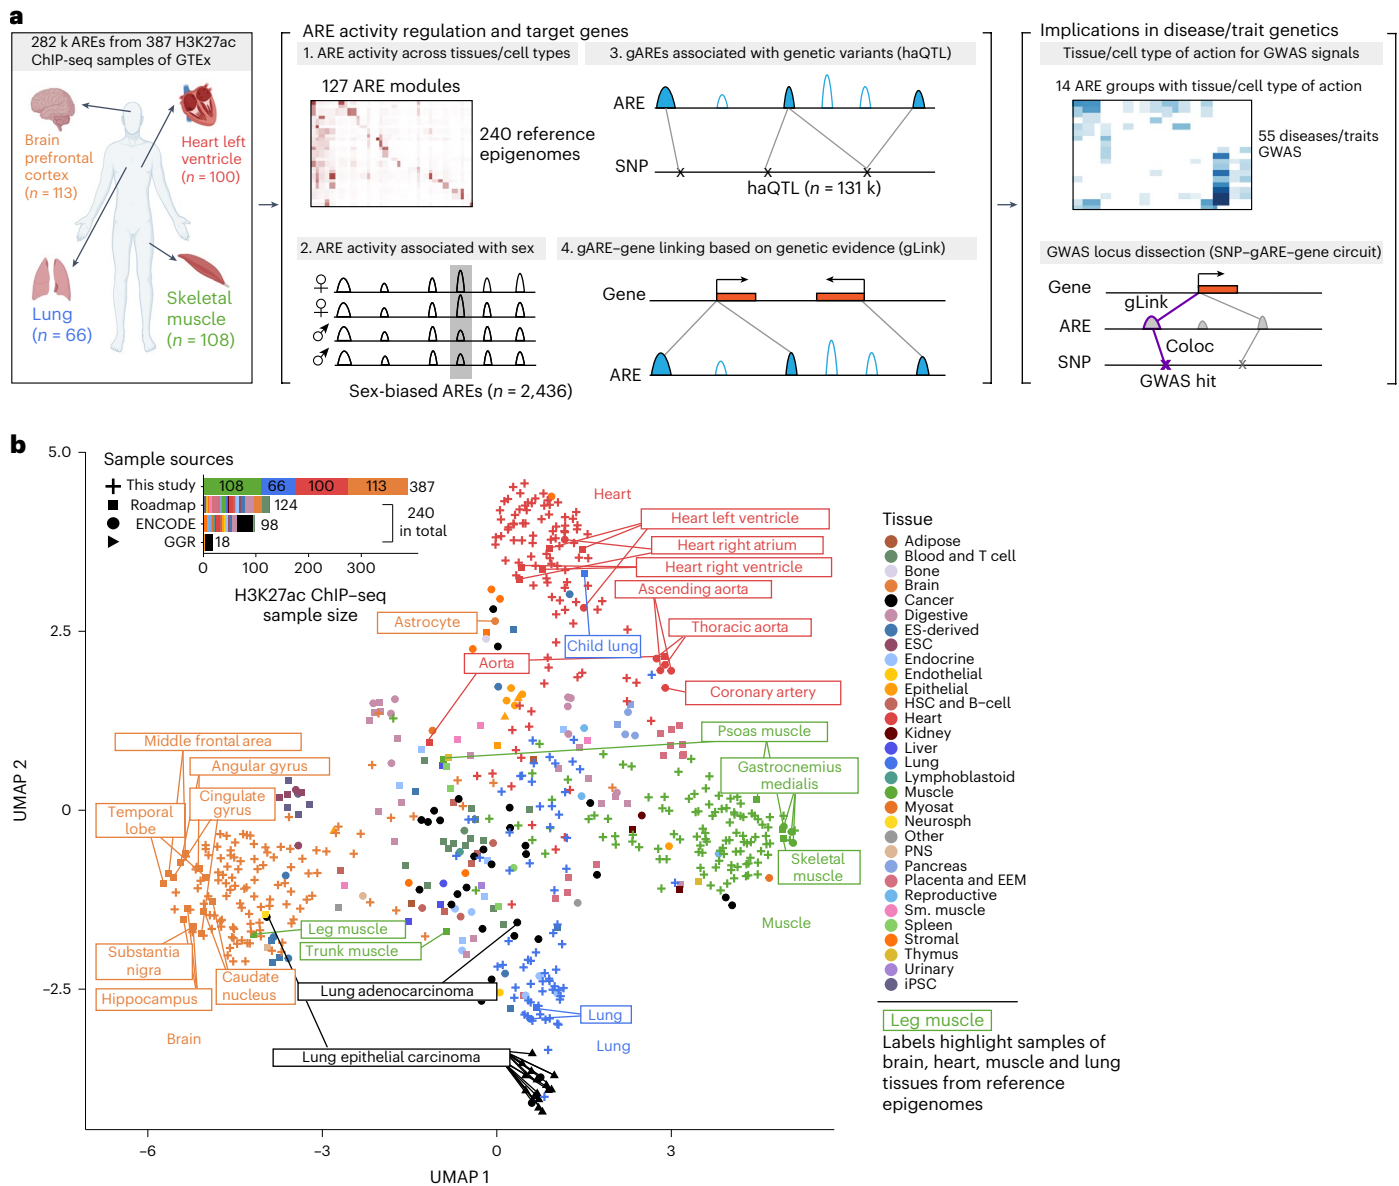 a
282 k AREs from 387 H3K27ac
ChIP-seq samples of GTEx
Brain
prefrontal
cortex
(n = 113)
Heart left
ventricle
(n = 100)
Lung
(n = 66)
Skeletal
muscle
(n = 108)
ARE activity regulation and target genes
1. ARE activity across tissues/cell types
127 ARE modules
240 reference
epigenomes
2. ARE activity associated with sex
♀
♀
♂
♂
Sex-biased AREs (n = 2,436)
3. gAREs associated with genetic variants (haQTL)
ARE
SNP
haQTL (n = 131 k)
4. gARE–gene linking based on genetic evidence (gLink)
Gene
ARE
Implications in disease/trait genetics
Tissue/cell type of action for GWAS signals
14 ARE groups with tissue/cell type of action
55 diseases/traits
GWAS
GWAS locus dissection (SNP–gARE–gene circuit)
Gene
gLink
ARE
Coloc
SNP
GWAS hit
b
5.0
2.5
0
−2.5
UMAP 2
Sample sources
This study
108
66
100
113
387
Roadmap
124
ENCODE
98
GGR
18
240
in total
0
100
200
300
H3K27ac ChIP–seq
sample size
Heart
Heart left ventricle
Heart right atrium
Heart right ventricle
Ascending aorta
Thoracic aorta
Astrocyte
Child lung
Aorta
Coronary artery
Psoas muscle
Middle frontal area
Angular gyrus
Gastrocnemius
medialis
Cingulate
gyrus
Temporal
lobe
Skeletal
muscle
Muscle
Leg muscle
Trunk muscle
Substantia
nigra
Caudate
nucleus
Hippocampus
Lung adenocarcinoma
Lung
Brain
Lung
Lung epithelial carcinoma
−6
−3
0
3
UMAP 1
Tissue
Adipose
Blood and T cell
Bone
Brain
Cancer
Digestive
ES-derived
ESC
Endocrine
Endothelial
Epithelial
HSC and B−cell
Heart
Kidney
Liver
Lung
Lymphoblastoid
Muscle
Myosat
Neurosph
Other
PNS
Pancreas
Placenta and EEM
Reproductive
Sm. muscle
Spleen
Stromal
Thymus
Urinary
iPSC
Leg muscle
Labels highlight samples of
brain, heart, muscle and lung
tissues from reference
epigenomes